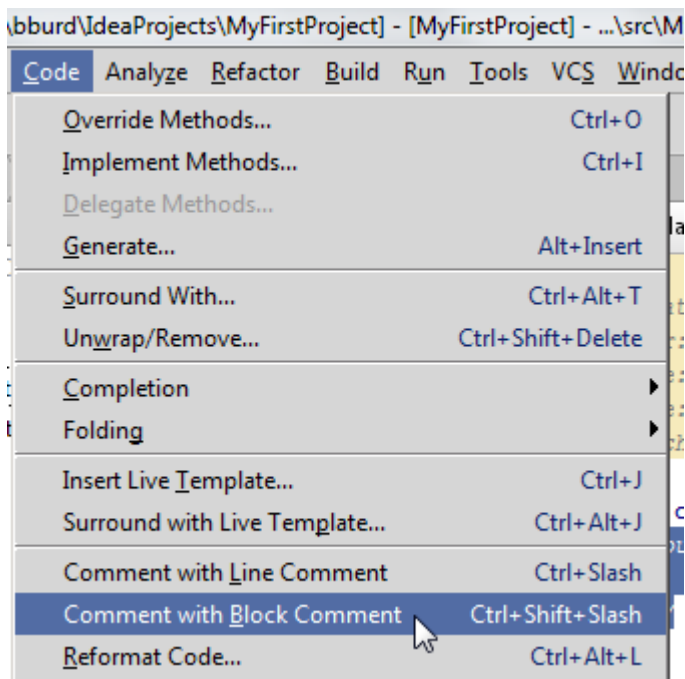 \bburd\IdeaProjects\MyFirstProject] - [MyFirstProject] - ...\src\M
Code Analyze Refactor Build Run Tools VCS Windo
Override Methods... Ctrl+O
Implement Methods... Ctrl+I
Delegate Methods...
Generate... Alt+Insert
Surround With... Ctrl+Alt+T
Unwrap/Remove... Ctrl+Shift+Delete
Completion
Folding
Insert Live Template... Ctrl+J
Surround with Live Template... Ctrl+Alt+J
Comment with Line Comment Ctrl+Slash
Comment with Block Comment Ctrl+Shift+Slash
Reformat Code... Ctrl+Alt+L